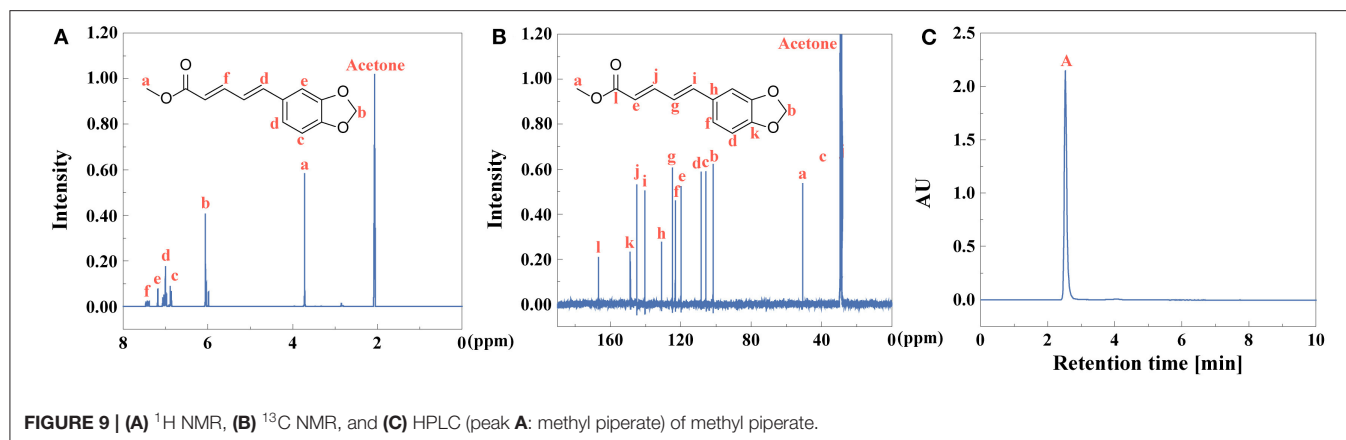 A
1.20
1.00
0.80
0.60
0.40
0.20
0.00
Intensity
8 6 4 2 0 (ppm)
Acetone
a
O
O
f
d
e
O
b
O
d
c
a
b
d
e
c
f
B
1.20
1.00
0.80
0.60
0.40
0.20
0.00
Intensity
160 120 80 40 0 (ppm)
Acetone
a
O
O
l
j
i
h
e
g
O
b
O
f
k
d
g
b
j
i
d
c
e
f
a
c
h
k
l
C
2.5
2.0
1.5
1.0
0.5
0.0
AU
A
0 2 4 6 8 10
Retention time [min]
FIGURE 9 | (A) ¹H NMR, (B) ¹³C NMR, and (C) HPLC (peak A: methyl piperate) of methyl piperate.